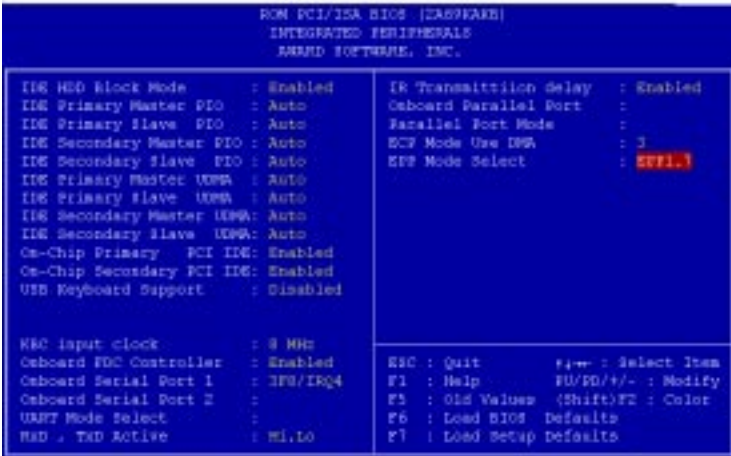 ROM PCI/ISA BIOS (2A69KAKB)
INTEGRATED PERIPHERALS
AWARD SOFTWARE, INC.
IDE HDD Block Mode : Enabled
IDE Primary Master PIO : Auto
IDE Primary Slave PIO : Auto
IDE Secondary Master PIO : Auto
IDE Secondary Slave PIO : Auto
IDE Primary Master UDMA : Auto
IDE Primary Slave UDMA : Auto
IDE Secondary Master UDMA: Auto
IDE Secondary Slave UDMA: Auto
On-Chip Primary PCI IDE: Enabled
On-Chip Secondary PCI IDE: Enabled
USB Keyboard Support : Disabled
KBC input clock : 8 MHz
Onboard FDC Controller : Enabled
Onboard Serial Port 1 : 3F8/IRQ4
Onboard Serial Port 2 :
UART Mode Select :
RxD , TxD Active : Hi,Lo
IR Transmittiion delay : Enabled
Onboard Parallel Port :
Parallel Port Mode :
ECP Mode Use DMA : 3
EPP Mode Select : EPP1.7
ESC : Quit : Select Item
F1 : Help PU/PD/+/- : Modify
F5 : Old Values (Shift)F2 : Color
F6 : Load BIOS Defaults
F7 : Load Setup Defaults